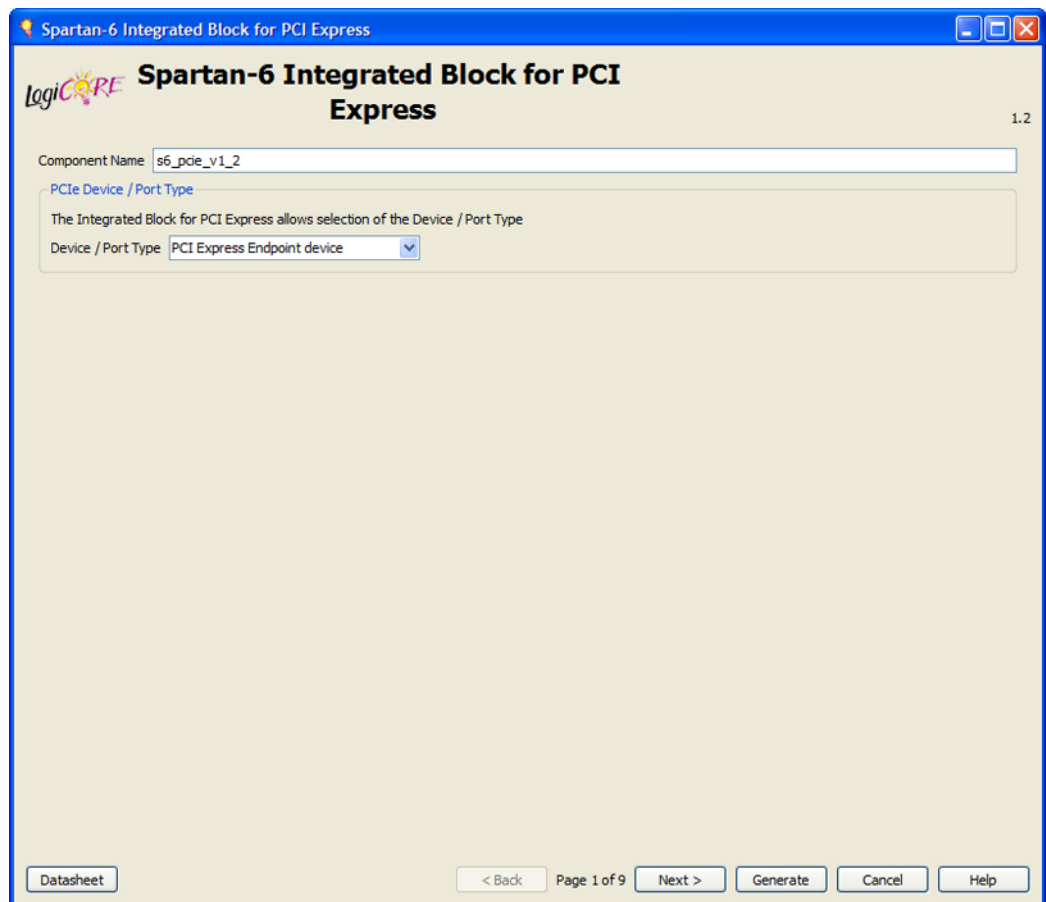 Spartan-6 Integrated Block for PCI Express
LogiCORE
Spartan-6 Integrated Block for PCI
Express
1.2
Component Name s6_pcie_v1_2
PCIe Device / Port Type
The Integrated Block for PCI Express allows selection of the Device / Port Type
Device / Port Type PCI Express Endpoint device
Datasheet < Back Page 1 of 9 Next > Generate Cancel Help